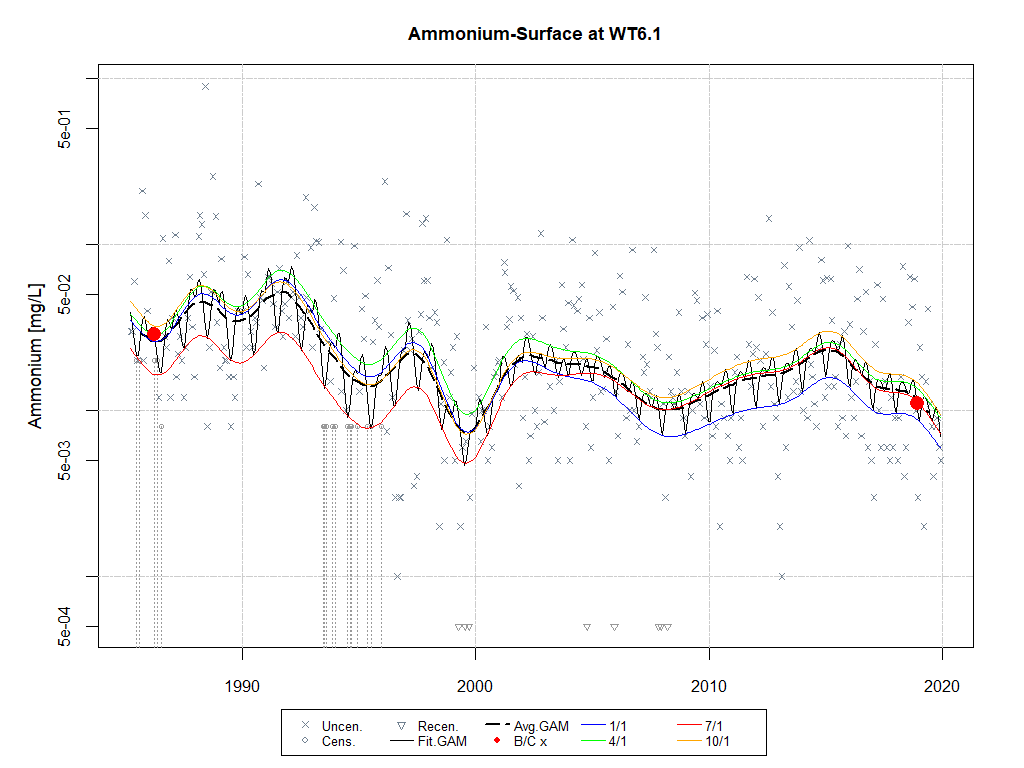 Ammonium-Surface at WT6.1
Ammonium [mg/L]
5e-01
5e-02
5e-03
5e-04
1990 2000 2010 2020
Uncen. Recen. Avg.GAM 1/1 7/1
Cens. Fit.GAM B/C x 4/1 10/1